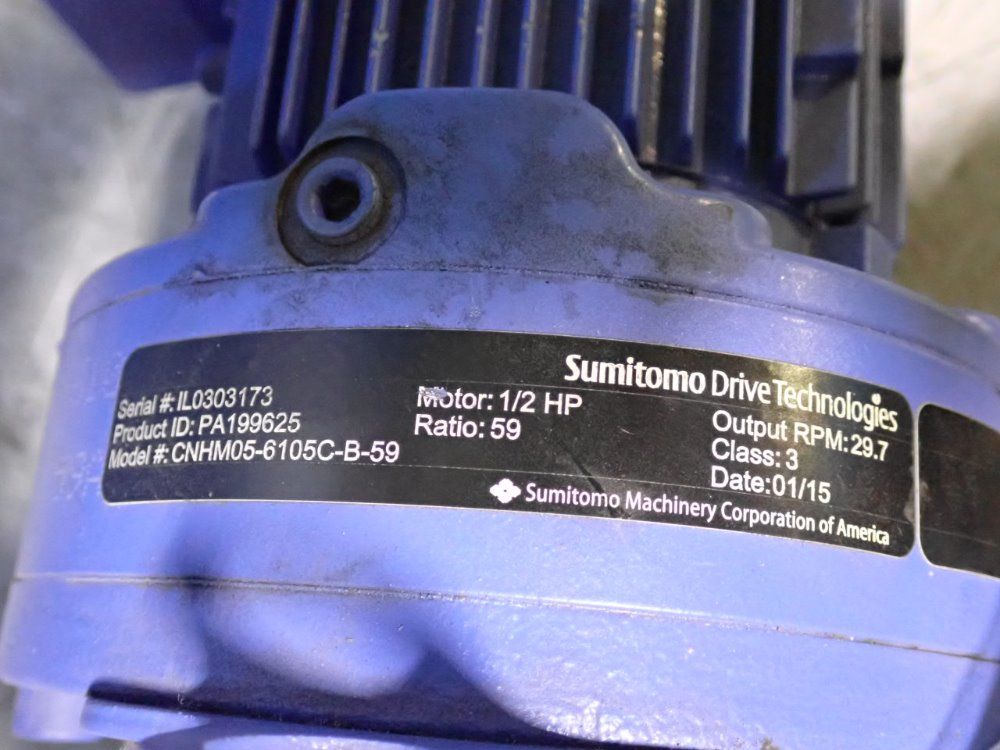 Sumitomo Drive Technologies
Serial #: IL0303173
Product ID: PA199625
Model #: CNHM05-6105C-B-59
Motor: 1/2 HP
Ratio: 59
Output RPM: 29.7
Class: 3
Date:01/15
Sumitomo Machinery Corporation of America